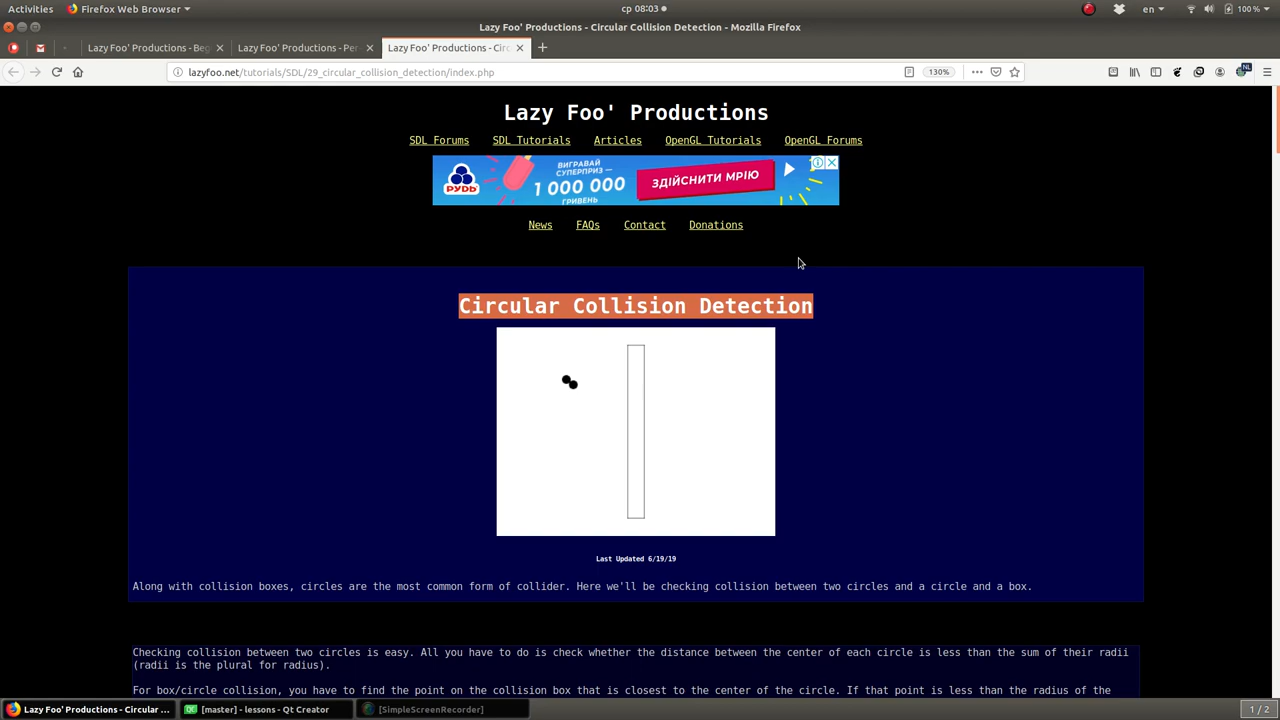 Activities Firefox Web Browser ср 08:03 en 100 %
Lazy Foo' Productions - Circular Collision Detection - Mozilla Firefox
Lazy Foo' Productions - Beg Lazy Foo' Productions - Per Lazy Foo' Productions - Circ
lazyfoo.net/tutorials/SDL/29_circular_collision_detection/index.php 130% NL
Lazy Foo' Productions
SDL Forums SDL Tutorials Articles OpenGL Tutorials OpenGL Forums
РУДЬ
ВИГРАВАЙ
СУПЕРПРИЗ —
1 000 000
ГРИВЕНЬ
ЗДІЙСНИТИ МРІЮ
News FAQs Contact Donations
Circular Collision Detection
Last Updated 6/19/19
Along with collision boxes, circles are the most common form of collider. Here we'll be checking collision between two circles and a circle and a box.
Checking collision between two circles is easy. All you have to do is check whether the distance between the center of each circle is less than the sum of their radii
(radii is the plural for radius).
For box/circle collision, you have to find the point on the collision box that is closest to the center of the circle. If that point is less than the radius of the
Lazy Foo' Productions - Circular ... [master] - lessons - Qt Creator [SimpleScreenRecorder] 1 / 2